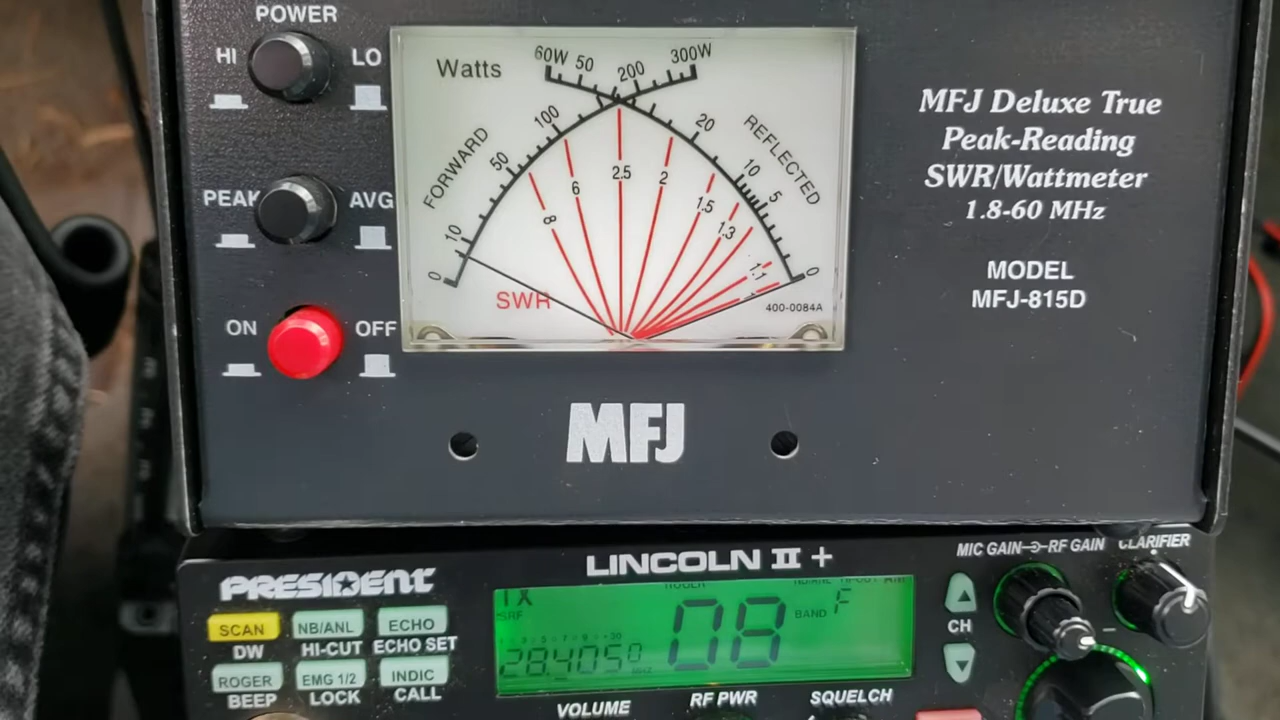 POWER
HI LO
PEAK AVG
ON OFF
Watts
60W 50 200 300W
100 20
50 10
10 5
0 0
FORWARD
REFLECTED
8 6 2.5 2 1.5 1.3 1.1
SWR
400-0084A
MFJ Deluxe True
Peak-Reading
SWR/Wattmeter
1.8-60 MHz
MODEL
MFJ-815D
MFJ
PRESIDENT
LINCOLN II +
MIC GAIN RF GAIN CLARIFIER
SCAN NB/ANL ECHO
DW HI-CUT ECHO SET
ROGER EMG 1/2 INDIC
BEEP LOCK CALL
TX
SRF
28.4050 MHZ
08
BAND F
CH
VOLUME RF PWR SQUELCH